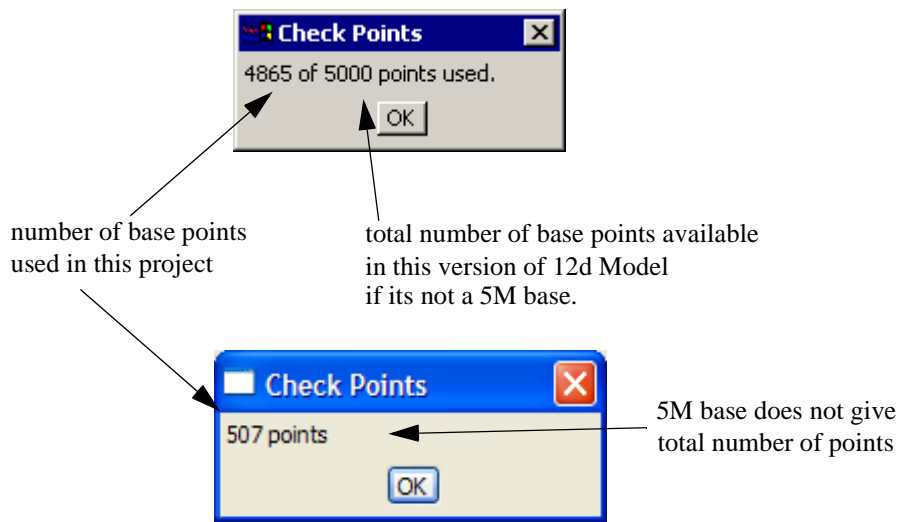 Check Points
4865 of 5000 points used.
OK
number of base points
used in this project
total number of base points available
in this version of 12d Model
if its not a 5M base.
Check Points
507 points
OK
5M base does not give
total number of points